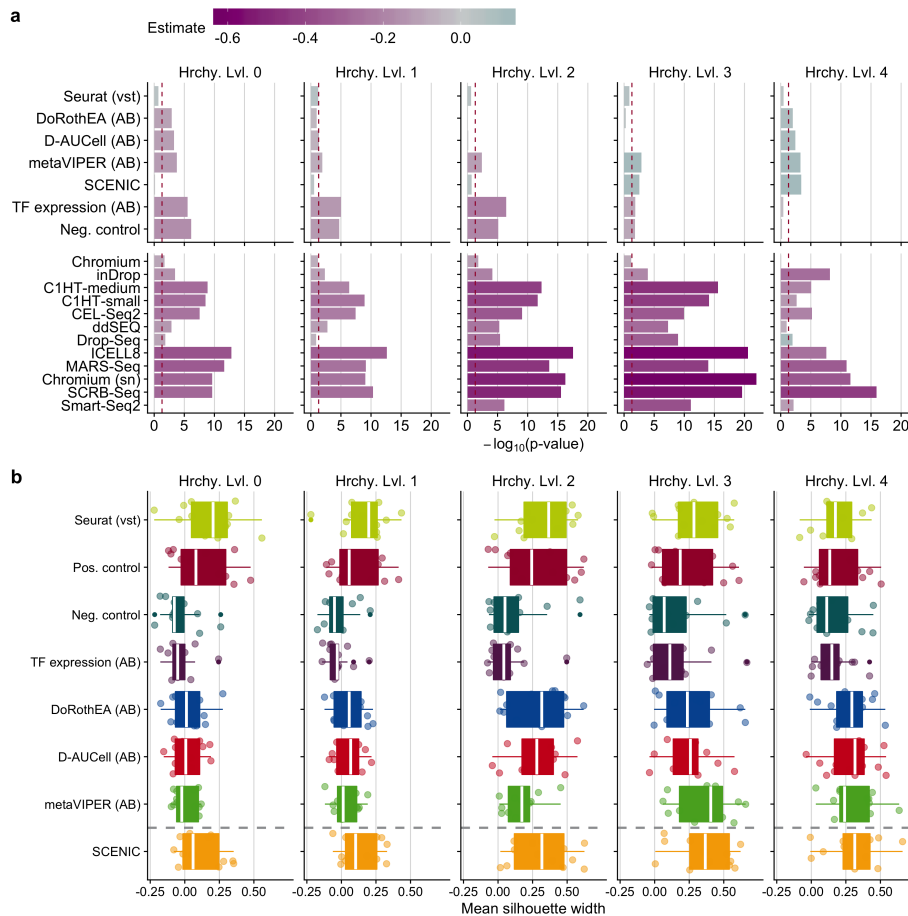 a
Estimate
-0.6 -0.4 -0.2 0.0
Hrchy. Lvl. 0 Hrchy. Lvl. 1 Hrchy. Lvl. 2 Hrchy. Lvl. 3 Hrchy. Lvl. 4
Seurat (vst)
DoRothEA (AB)
D-AUCell (AB)
metaVIPER (AB)
SCENIC
TF expression (AB)
Neg. control
Chromium
inDrop
C1HT-medium
C1HT-small
CEL-Seq2
ddSEQ
Drop-Seq
ICELL8
MARS-Seq
Chromium (sn)
SCRB-Seq
Smart-Seq2
0 5 10 15 20 0 5 10 15 20 0 5 10 15 20 0 5 10 15 20 0 5 10 15 20
−log10(p-value)
b
Hrchy. Lvl. 0 Hrchy. Lvl. 1 Hrchy. Lvl. 2 Hrchy. Lvl. 3 Hrchy. Lvl. 4
Seurat (vst)
Pos. control
Neg. control
TF expression (AB)
DoRothEA (AB)
D-AUCell (AB)
metaVIPER (AB)
SCENIC
-0.25 0.00 0.25 0.50 -0.25 0.00 0.25 0.50 -0.25 0.00 0.25 0.50 -0.25 0.00 0.25 0.50 -0.25 0.00 0.25 0.50
Mean silhouette width